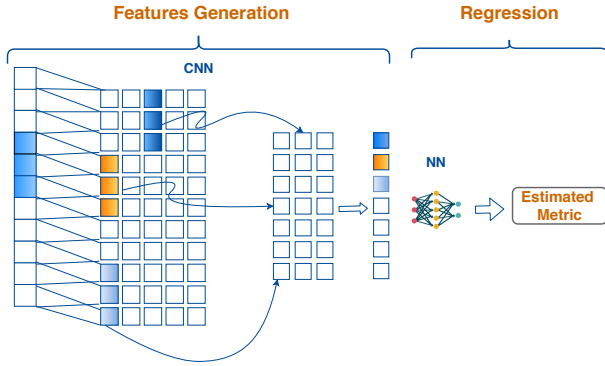 Features Generation
Regression
CNN
NN
Estimated
Metric